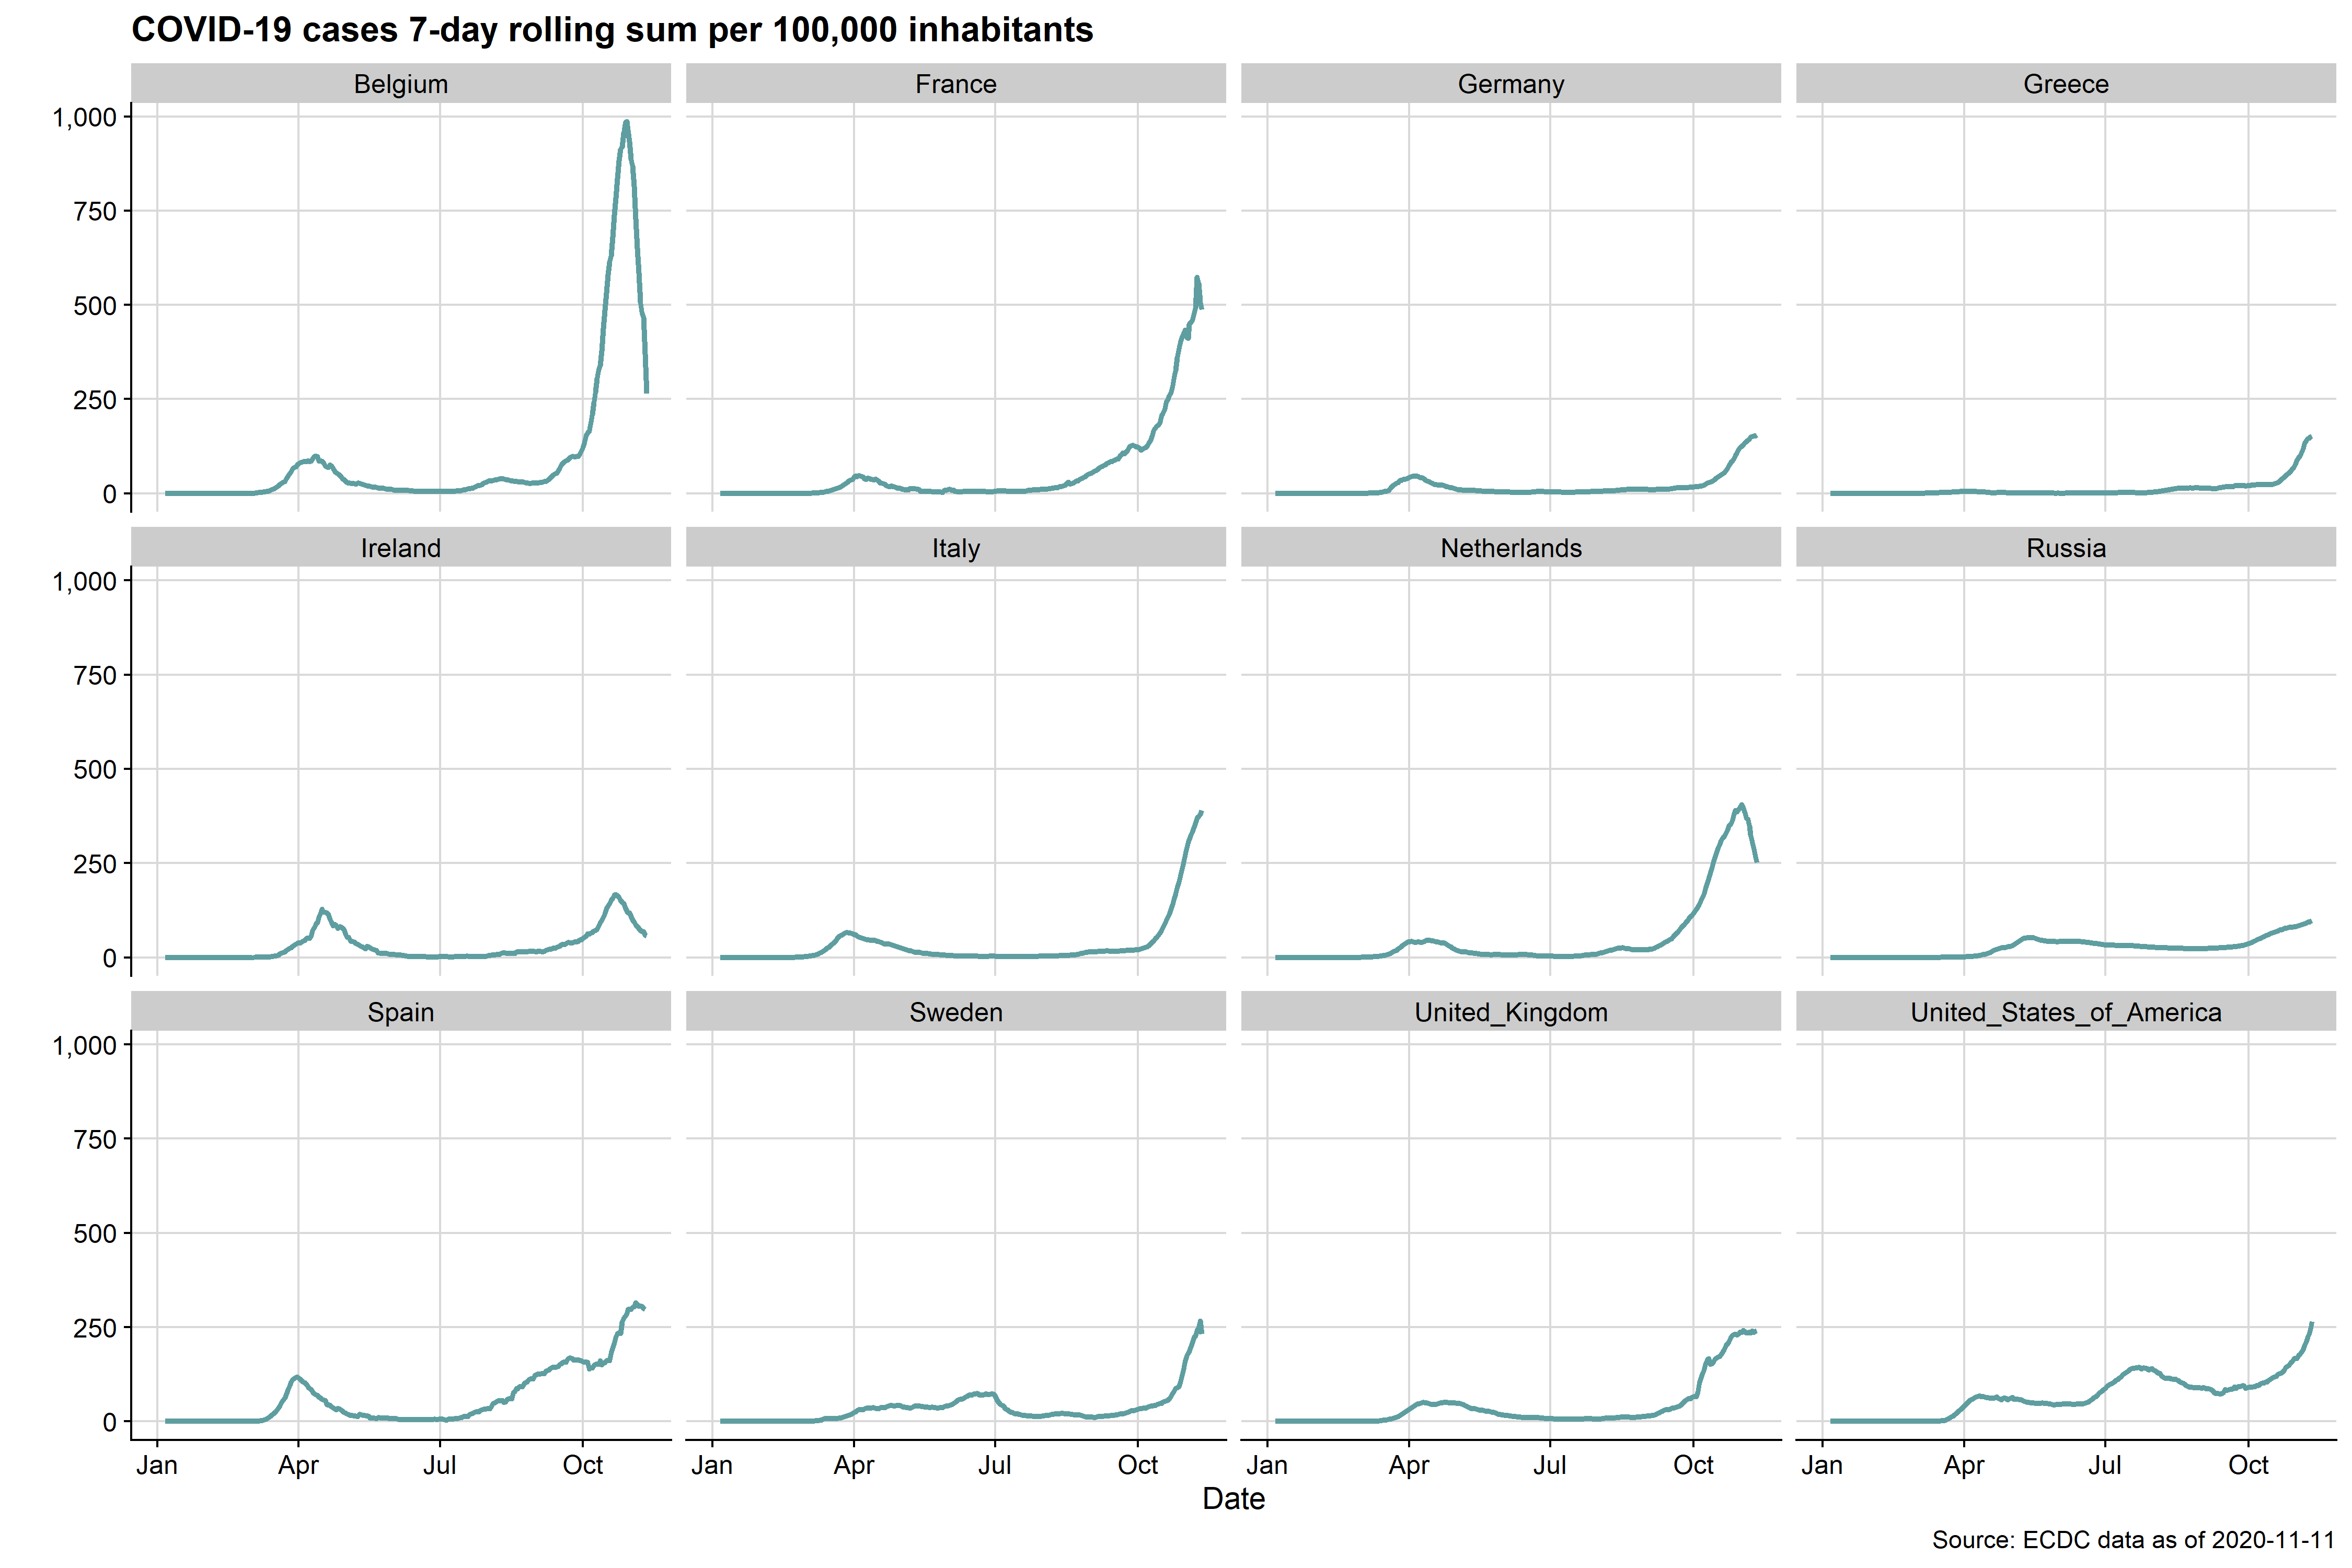 COVID-19 cases 7-day rolling sum per 100,000 inhabitants
Belgium France Germany Greece
1,000
750
500
250
0
Ireland Italy Netherlands Russia
1,000
750
500
250
0
Spain Sweden United_Kingdom United_States_of_America
1,000
750
500
250
0
Jan Apr Jul Oct Jan Apr Jul Oct Jan Apr Jul Oct Jan Apr Jul Oct
Date
Source: ECDC data as of 2020-11-11